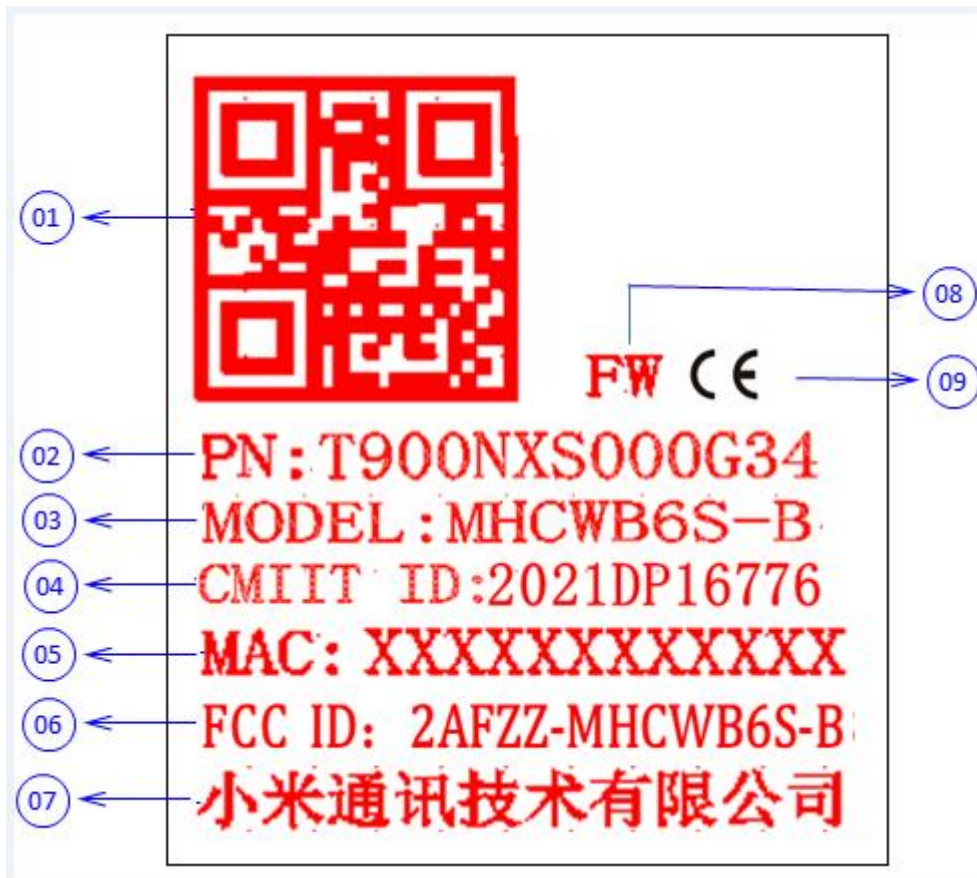 01
08
FW CE
09
02
PN:T900NXS000G34
03
MODEL:MHCWB6S-B
04
CMIIT ID:2021DP16776
05
MAC: XXXXXXXXXXXX
06
FCC ID: 2AFZZ-MHCWB6S-B
07
小米通讯技术有限公司